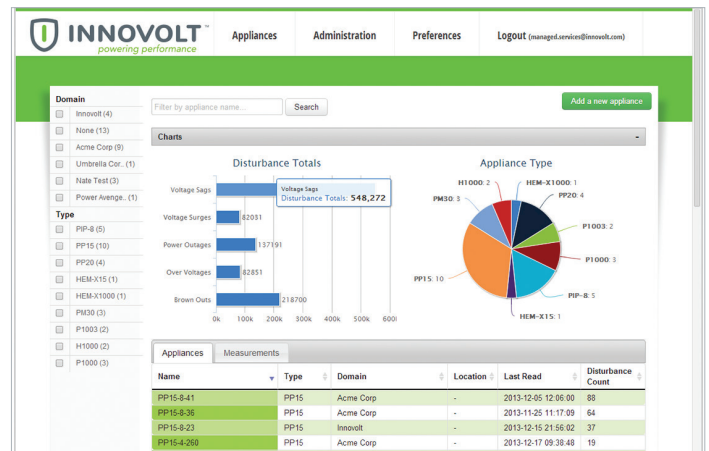 INNOVOLT™
powering performance
Appliances
Administration
Preferences
Logout (managed.services@innovolt.com)
Domain
Innovolt (4)
None (13)
Acme Corp (9)
Umbrella Cor.. (1)
Nate Test (3)
Power Avenge.. (1)
Type
PIP-8 (5)
PP15 (10)
PP20 (4)
HEM-X15 (1)
HEM-X1000 (1)
PM30 (3)
P1003 (2)
H1000 (2)
P1000 (3)
Filter by appliance name...
Search
Add a new appliance
Charts -
Disturbance Totals
Voltage Sags
Voltage Sags
Disturbance Totals: 548,272
Voltage Surges 82031
Power Outages 137191
Over Voltages 82851
Brown Outs 218700
0k 100k 200k 300k 400k 500k 600k
Appliance Type
H1000: 2
HEM-X1000: 1
PM30: 3
PP20: 4
P1003: 2
P1000: 3
PP15: 10
PIP-8: 5
HEM-X15: 1
Appliances Measurements
Name Type Domain Location Last Read Disturbance Count
PP15-8-41 PP15 Acme Corp - 2013-12-05 12:06:00 88
PP15-8-36 PP15 Acme Corp - 2013-11-25 11:17:09 64
PP15-8-23 PP15 Innovolt - 2013-12-15 21:56:02 37
PP15-4-260 PP15 Acme Corp - 2013-12-17 09:38:48 19